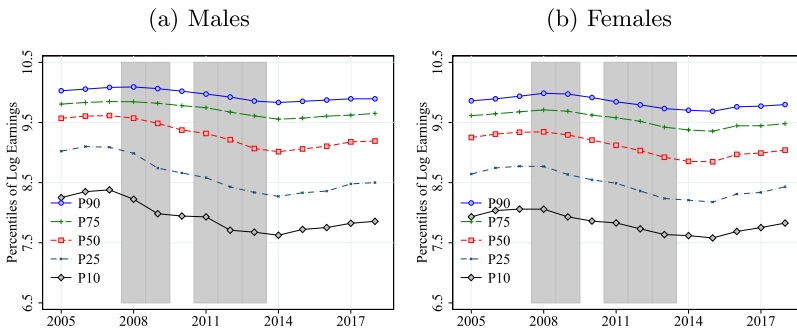 (a) Males
Percentiles of Log Earnings
10.5
9.5
8.5
7.5
6.5
P90
P75
P50
P25
P10
2005 2008 2011 2014 2017
(b) Females
Percentiles of Log Earnings
10.5
9.5
8.5
7.5
6.5
P90
P75
P50
P25
P10
2005 2008 2011 2014 2017